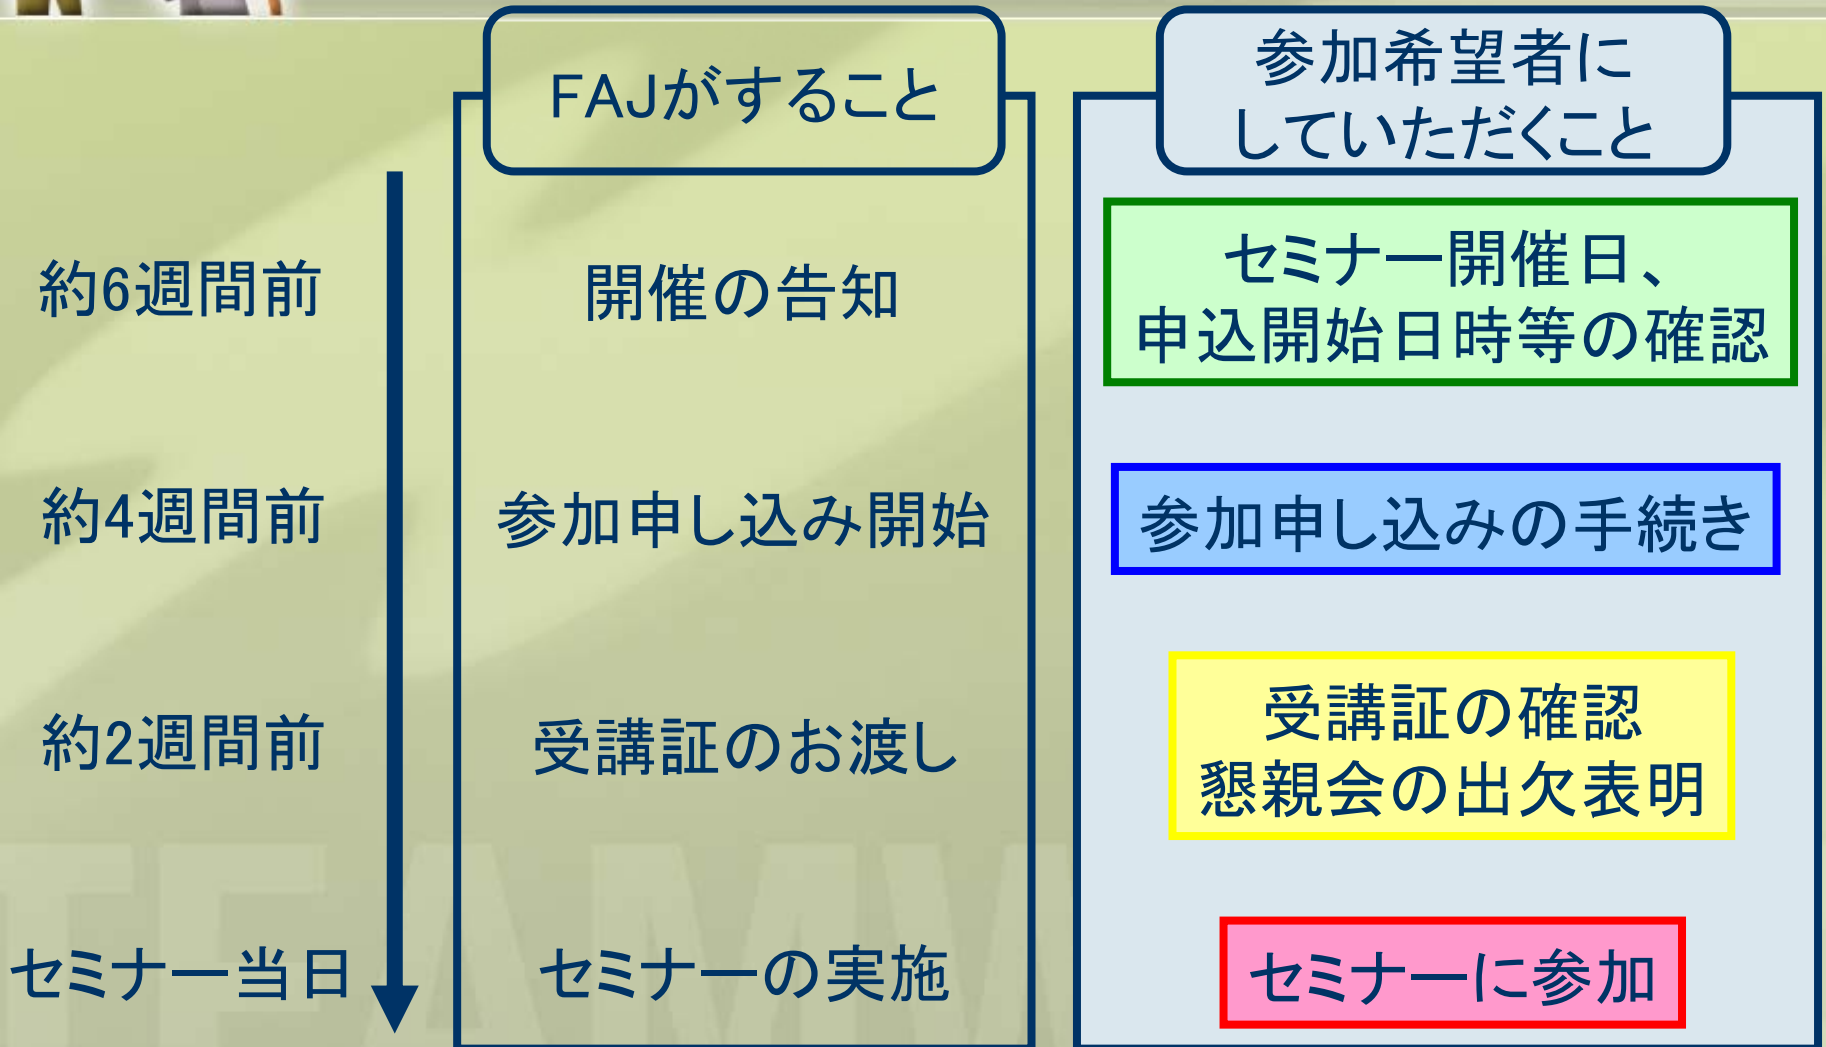 FAJがすること
参加希望者に
していただくこと
約6週間前
開催の告知
セミナー開催日、
申込開始日時等の確認
約4週間前
参加申し込み開始
参加申し込みの手続き
約2週間前
受講証のお渡し
受講証の確認
懇親会の出欠表明
セミナー当日
セミナーの実施
セミナーに参加
TEAMW